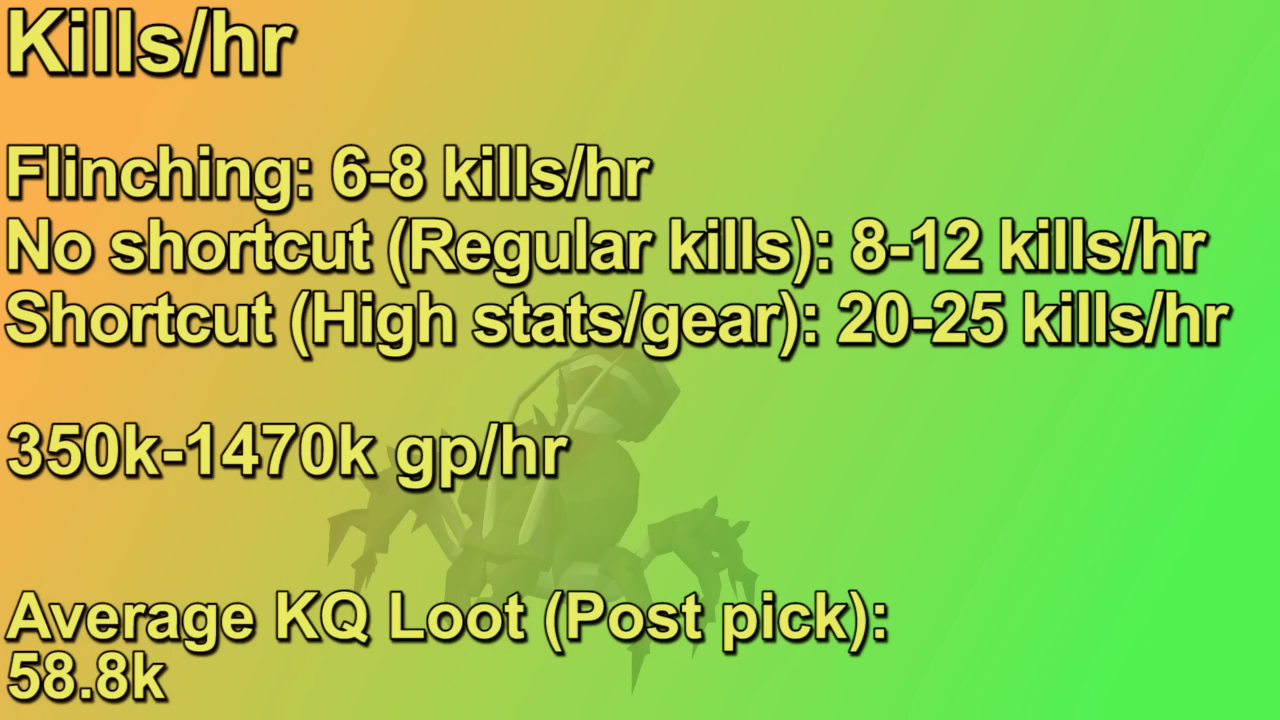 Kills/hr
Flinching: 6-8 kills/hr
No shortcut (Regular kills): 8-12 kills/hr
Shortcut (High stats/gear): 20-25 kills/hr
350k-1470k gp/hr
Average KQ Loot (Post pick):
58.8k